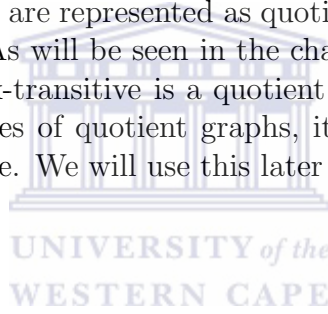 are represented as quoti
As will be seen in the cha
x-transitive is a quotient
es of quotient graphs, it
e. We will use this later
UNIVERSITY of the
WESTERN CAPE